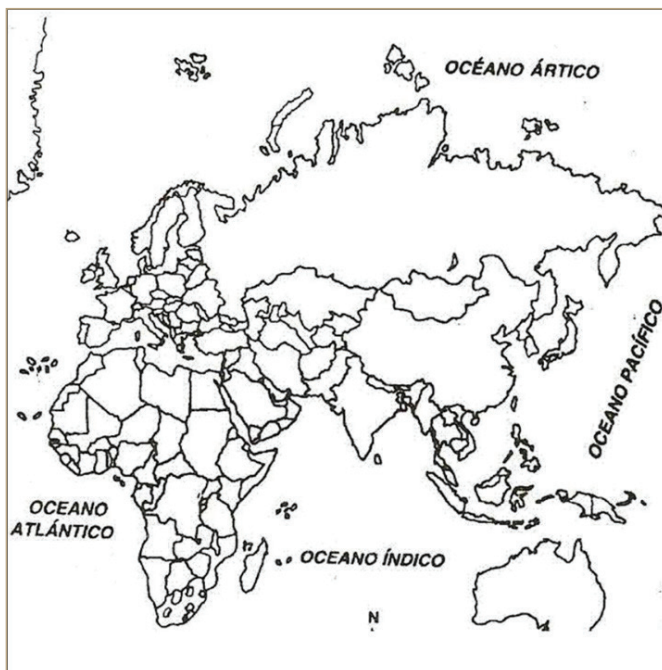 OCÉANO ÁRTICO
OCEANO PACÍFICO
OCEANO
ATLÁNTICO
OCEANO ÍNDICO
N